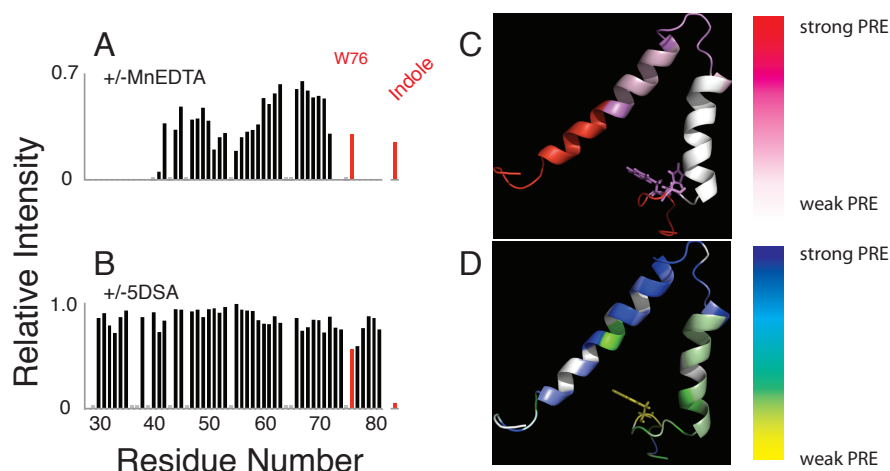 A
+/-MnEDTA
W76
Indole
0.7
0
B
+/-5DSA
1.0
0
30 40 50 60 70 80
Residue Number
Relative Intensity
C
strong PRE
weak PRE
D
strong PRE
weak PRE